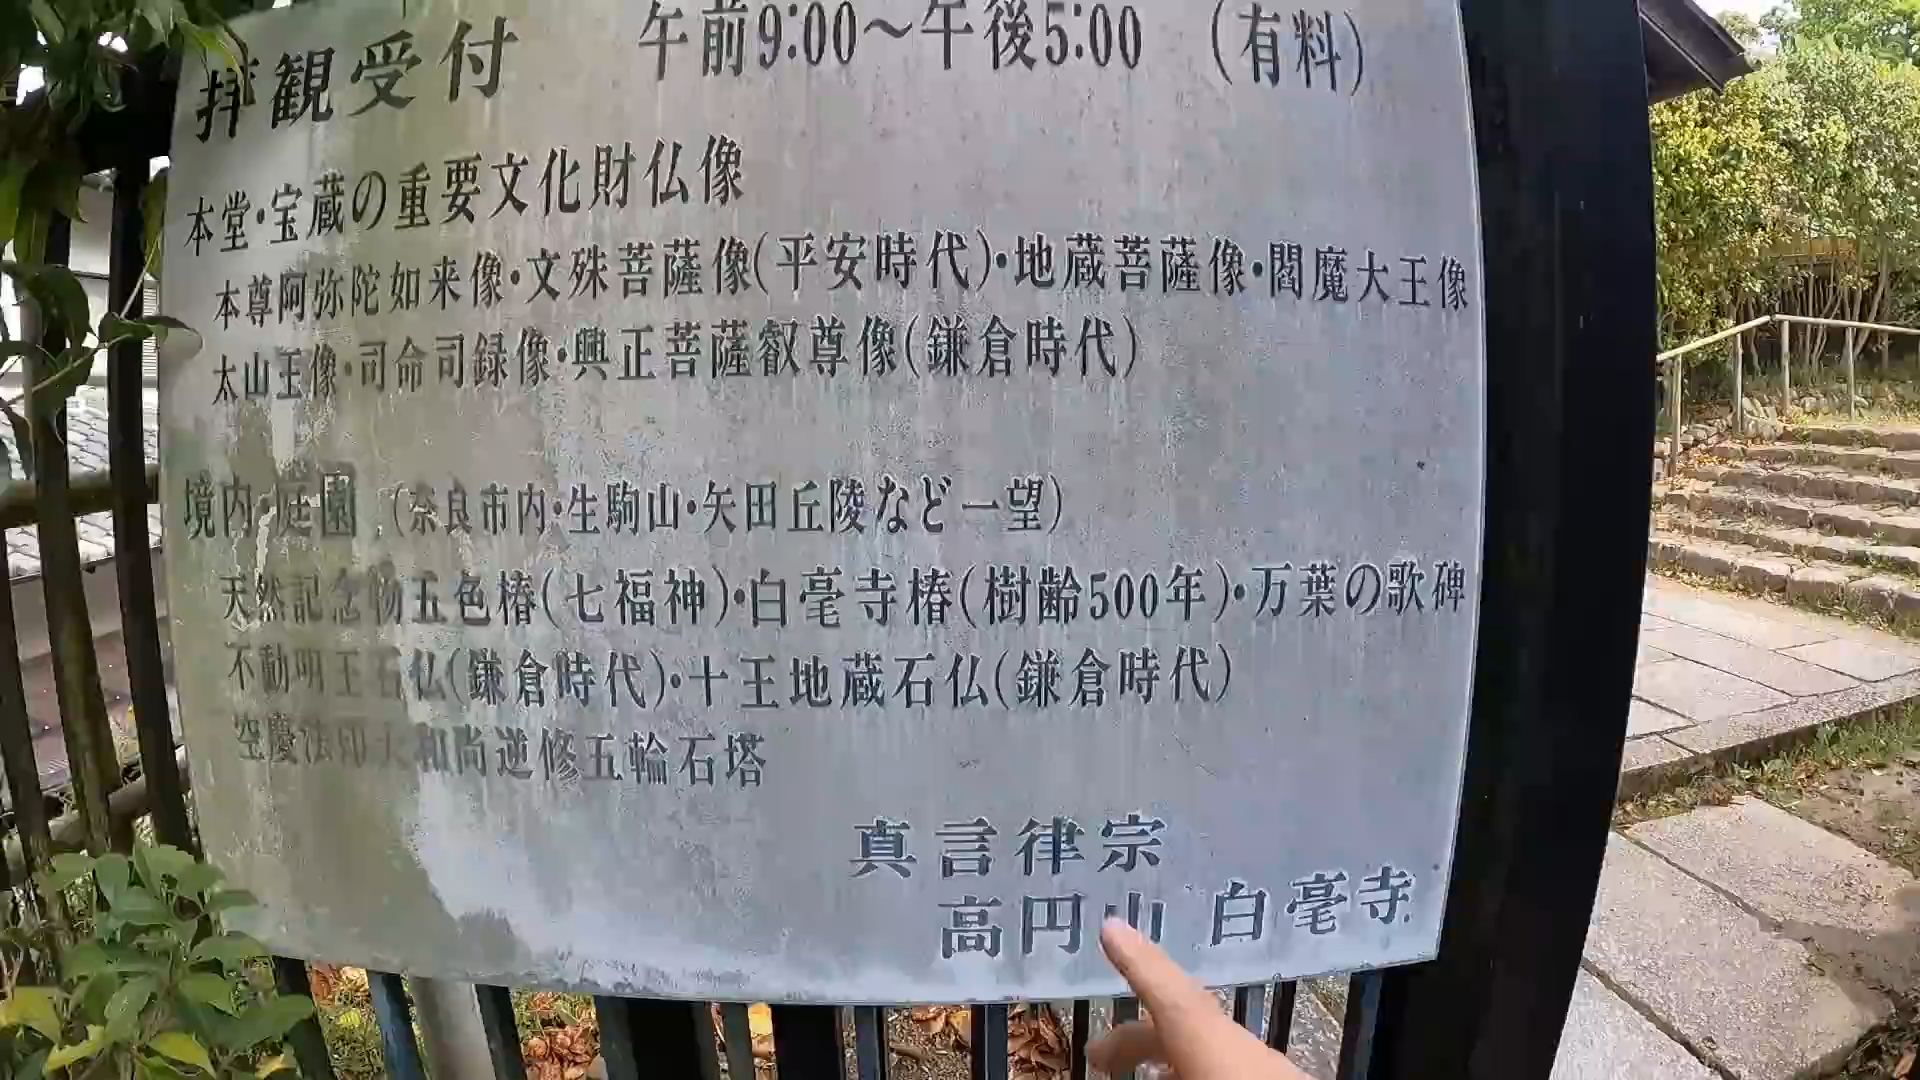 拝観受付　午前9:00〜午後5:00　(有料)
本堂・宝蔵の重要文化財仏像
本尊阿弥陀如来像・文殊菩薩像(平安時代)・地蔵菩薩像・閻魔大王像
太山王像・司命司録像・興正菩薩叡尊像(鎌倉時代)
境内・庭園　(奈良市内・生駒山・矢田丘陵など一望)
天然記念物五色椿(七福神)・白毫寺椿(樹齢500年)・万葉の歌碑
不動明王石仏(鎌倉時代)・十王地蔵石仏(鎌倉時代)
空慶法印大和尚逆修五輪石塔
真言律宗
高円山　白毫寺